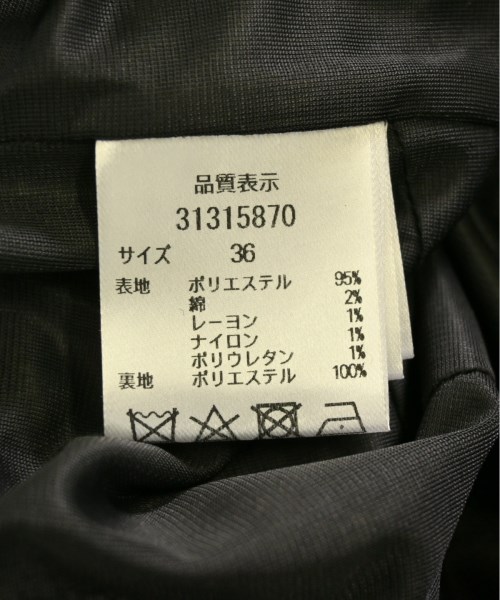 品質表示
31315870
サイズ 36
表地 ポリエステル 95%
綿 2%
レーヨン 1%
ナイロン 1%
ポリウレタン 1%
裏地 ポリエステル 100%